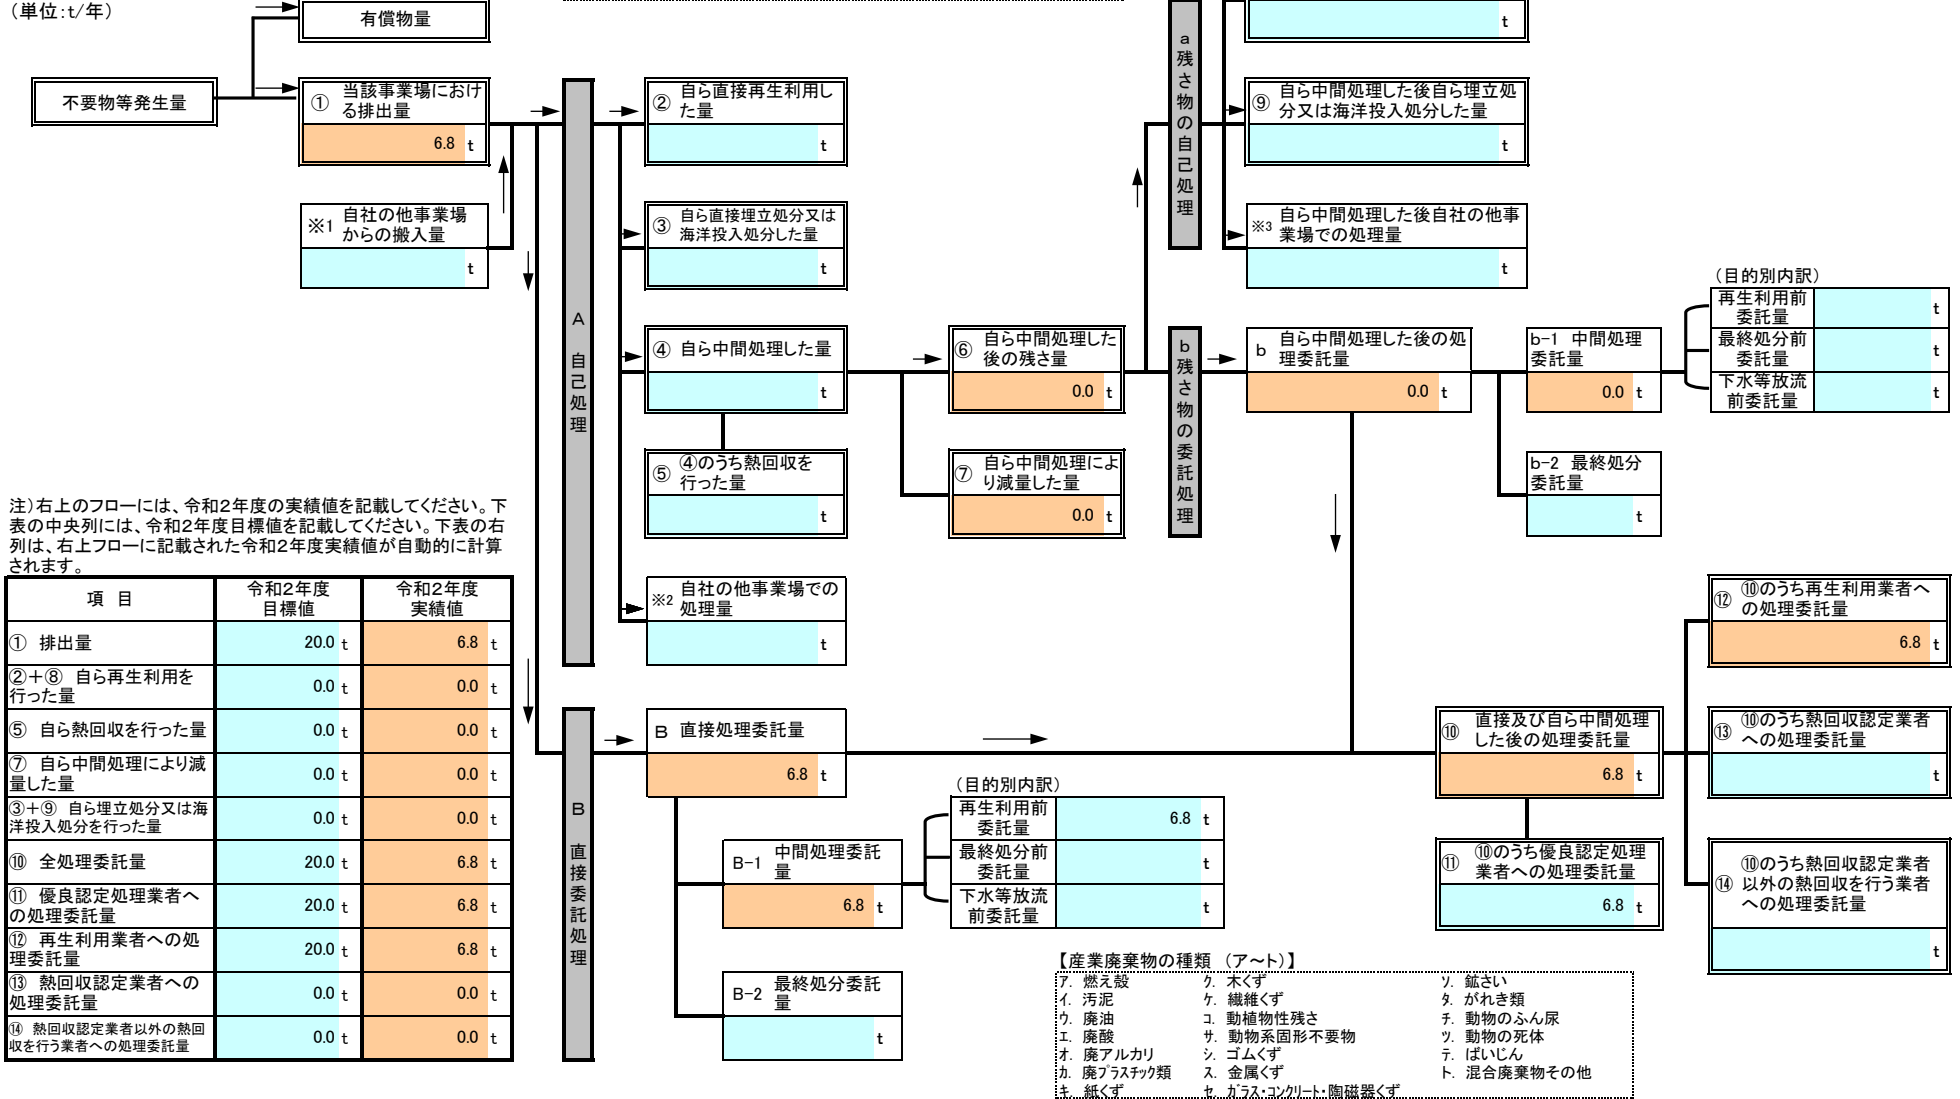 （単位：t/年）
有償物量
t
不要物等発生量
① 当該事業場におけ
る排出量
6.8 t
※1 自社の他事業場
からの搬入量
t
A 自己処理
② 自ら直接再生利用し
た量
t
③ 自ら直接埋立処分又は
海洋投入処分した量
t
④ 自ら中間処理した量
t
⑤ ④のうち熱回収を
行った量
t
※2 自社の他事業場での
処理量
t
⑥ 自ら中間処理した
後の残さ量
0.0 t
⑦ 自ら中間処理によ
り減量した量
0.0 t
a 残さ物の自己処理
⑨ 自ら中間処理した後自ら埋立処
分又は海洋投入処分した量
t
※3 自ら中間処理した後自社の他事
業場での処理量
t
b 残さ物の委託処理
b 自ら中間処理した後の処
理委託量
0.0 t
b-1 中間処理
委託量
0.0 t
b-2 最終処分
委託量
t
（目的別内訳）
再生利用前
委託量 t
最終処分前
委託量 t
下水等放流
前委託量 t
注）右上のフローには、令和2年度の実績値を記載してください。下
表の中央列には、令和2年度目標値を記載してください。下表の右
列は、右上フローに記載された令和2年度実績値が自動的に計算
されます。
項 目 令和2年度
目標値 令和2年度
実績値
① 排出量 20.0 t 6.8 t
②＋⑧ 自ら再生利用を
行った量 0.0 t 0.0 t
⑤ 自ら熱回収を行った量 0.0 t 0.0 t
⑦ 自ら中間処理により減
量した量 0.0 t 0.0 t
③＋⑨ 自ら埋立処分又は海
洋投入処分を行った量 0.0 t 0.0 t
⑩ 全処理委託量 20.0 t 6.8 t
⑪ 優良認定処理業者へ
の処理委託量 20.0 t 6.8 t
⑫ 再生利用業者への処
理委託量 20.0 t 6.8 t
⑬ 熱回収認定業者への
処理委託量 0.0 t 0.0 t
⑭ 熱回収認定業者以外の熱回
収を行う業者への処理委託量 0.0 t 0.0 t
B 直接委託処理
B 直接処理委託量
6.8 t
B-1 中間処理委託
量
6.8 t
B-2 最終処分委託
量
t
（目的別内訳）
再生利用前
委託量 6.8 t
最終処分前
委託量 t
下水等放流
前委託量 t
⑩ 直接及び自ら中間処理
した後の処理委託量
6.8 t
⑪ ⑩のうち優良認定処理
業者への処理委託量
6.8 t
⑫ ⑩のうち再生利用業者へ
の処理委託量
6.8 t
⑬ ⑩のうち熱回収認定業者
への処理委託量
t
⑭ ⑩のうち熱回収認定業者
以外の熱回収を行う業者
への処理委託量
t
【産業廃棄物の種類 （ア～ト）】
ア. 燃え殻 ク. 木くず ソ. 鉱さい
イ. 汚泥 ケ. 繊維くず タ. がれき類
ウ. 廃油 コ. 動植物性残さ チ. 動物のふん尿
エ. 廃酸 サ. 動物系固形不要物 ツ. 動物の死体
オ. 廃アルカリ シ. ゴムくず テ. ばいじん
カ. 廃プラスチック類 ス. 金属くず ト. 混合廃棄物その他
キ. 紙くず セ. ガラス・コンクリート・陶磁器くず